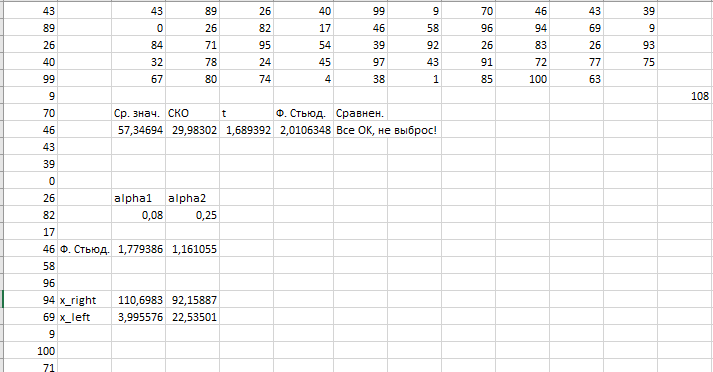 43 43 89 26 40 99 9 70 46 43 39
89 0 26 82 17 46 58 96 94 69 9
26 84 71 95 54 39 92 26 83 26 93
40 32 78 24 45 97 43 91 72 77 75
99 67 80 74 4 38 1 85 100 63
9 108
70 Ср. знач. СКО t Ф. Стьюд. Сравнен.
46 57,34694 29,98302 1,689392 2,0106348 Все ОК, не выброс!
43
39
0
26 alpha1 alpha2
82 0,08 0,25
17
46 Ф. Стьюд. 1,779386 1,161055
58
96
94 x_right 110,6983 92,15887
69 x_left 3,995576 22,53501
9
100
71